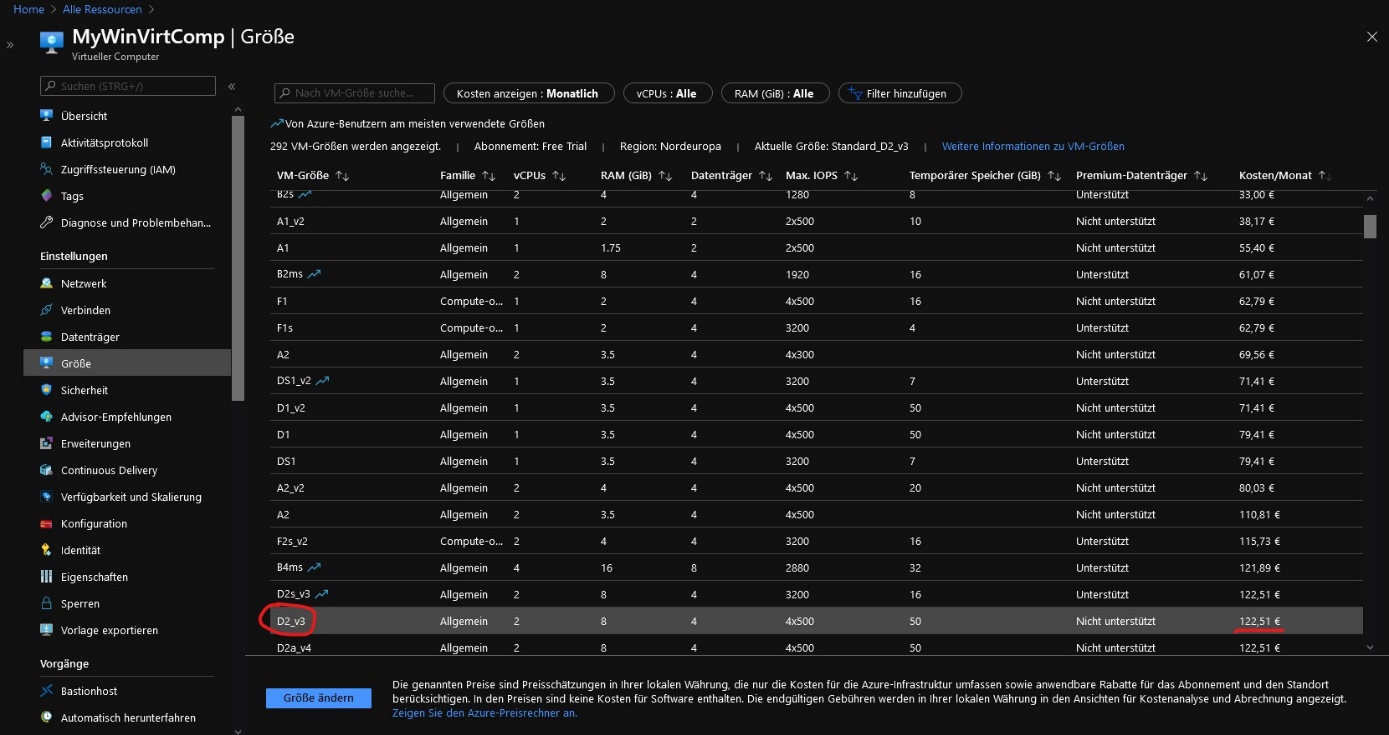 Home > Alle Ressourcen >
»
MyWinVirtComp | Größe
Virtueller Computer
Suchen (STRG+/)
«
Übersicht
Aktivitätsprotokoll
Zugriffssteuerung (IAM)
Tags
Diagnose und Problembehan...
Einstellungen
Netzwerk
Verbinden
Datenträger
Größe
Sicherheit
Advisor-Empfehlungen
Erweiterungen
Continuous Delivery
Verfügbarkeit und Skalierung
Konfiguration
Identität
Eigenschaften
Sperren
Vorlage exportieren
Vorgänge
Bastionhost
Automatisch herunterfahren
Nach VM-Größe suche...
Kosten anzeigen : Monatlich
vCPUs : Alle
RAM (GiB) : Alle
Filter hinzufügen
Von Azure-Benutzern am meisten verwendete Größen
292 VM-Größen werden angezeigt. | Abonnement: Free Trial | Region: Nordeuropa | Aktuelle Größe: Standard_D2_v3 | Weitere Informationen zu VM-Größen
VM-Größe Familie vCPUs RAM (GiB) Datenträger Max. IOPS Temporärer Speicher (GiB) Premium-Datenträger Kosten/Monat
B2s Allgemein 2 4 4 1280 8 Unterstützt 33,00 €
A1_v2 Allgemein 1 2 2 2x500 10 Nicht unterstützt 38,17 €
A1 Allgemein 1 1.75 2 2x500 Nicht unterstützt 55,40 €
B2ms Allgemein 2 8 4 1920 16 Unterstützt 61,07 €
F1 Compute-o... 1 2 4 4x500 16 Nicht unterstützt 62,79 €
F1s Compute-o... 1 2 4 3200 4 Unterstützt 62,79 €
A2 Allgemein 2 3.5 4 4x300 Nicht unterstützt 69,56 €
DS1_v2 Allgemein 1 3.5 4 3200 7 Unterstützt 71,41 €
D1_v2 Allgemein 1 3.5 4 4x500 50 Nicht unterstützt 71,41 €
D1 Allgemein 1 3.5 4 4x500 50 Nicht unterstützt 79,41 €
DS1 Allgemein 1 3.5 4 3200 7 Unterstützt 79,41 €
A2_v2 Allgemein 2 4 4 4x500 20 Nicht unterstützt 80,03 €
A2 Allgemein 2 3.5 4 4x500 Nicht unterstützt 110,81 €
F2s_v2 Compute-o... 2 4 4 3200 16 Unterstützt 115,73 €
B4ms Allgemein 4 16 8 2880 32 Unterstützt 121,89 €
D2s_v3 Allgemein 2 8 4 3200 16 Unterstützt 122,51 €
D2_v3 Allgemein 2 8 4 4x500 50 Nicht unterstützt 122,51 €
D2a_v4 Allgemein 2 8 4 4x500 50 Nicht unterstützt 122,51 €
Größe ändern
Die genannten Preise sind Preisschätzungen in Ihrer lokalen Währung, die nur die Kosten für die Azure-Infrastruktur umfassen sowie anwendbare Rabatte für das Abonnement und den Standort
berücksichtigen. In den Preisen sind keine Kosten für Software enthalten. Die endgültigen Gebühren werden in Ihrer lokalen Währung in den Ansichten für Kostenanalyse und Abrechnung angezeigt.
Zeigen Sie den Azure-Preisrechner an.